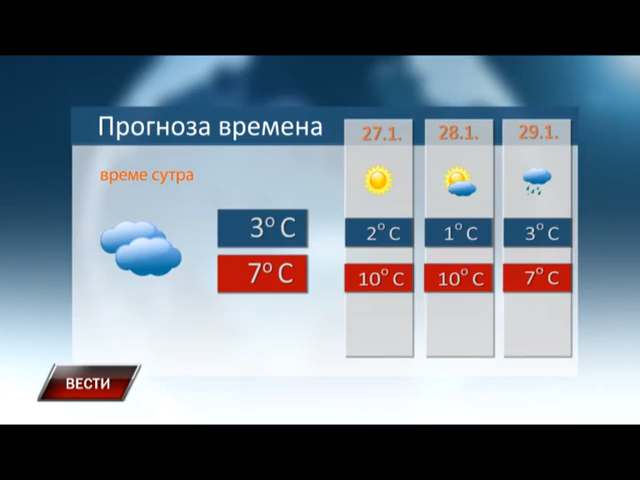 Прогноза времена
време сутра
3° C
7° C
27.1.
2° C
10° C
28.1.
1° C
10° C
29.1.
3° C
7° C
ВЕСТИ